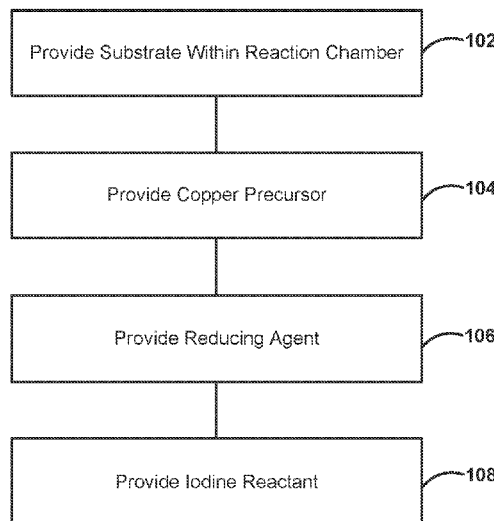 Provide Substrate Within Reaction Chamber
102
Provide Copper Precursor
104
Provide Reducing Agent
106
Provide Iodine Reactant
108